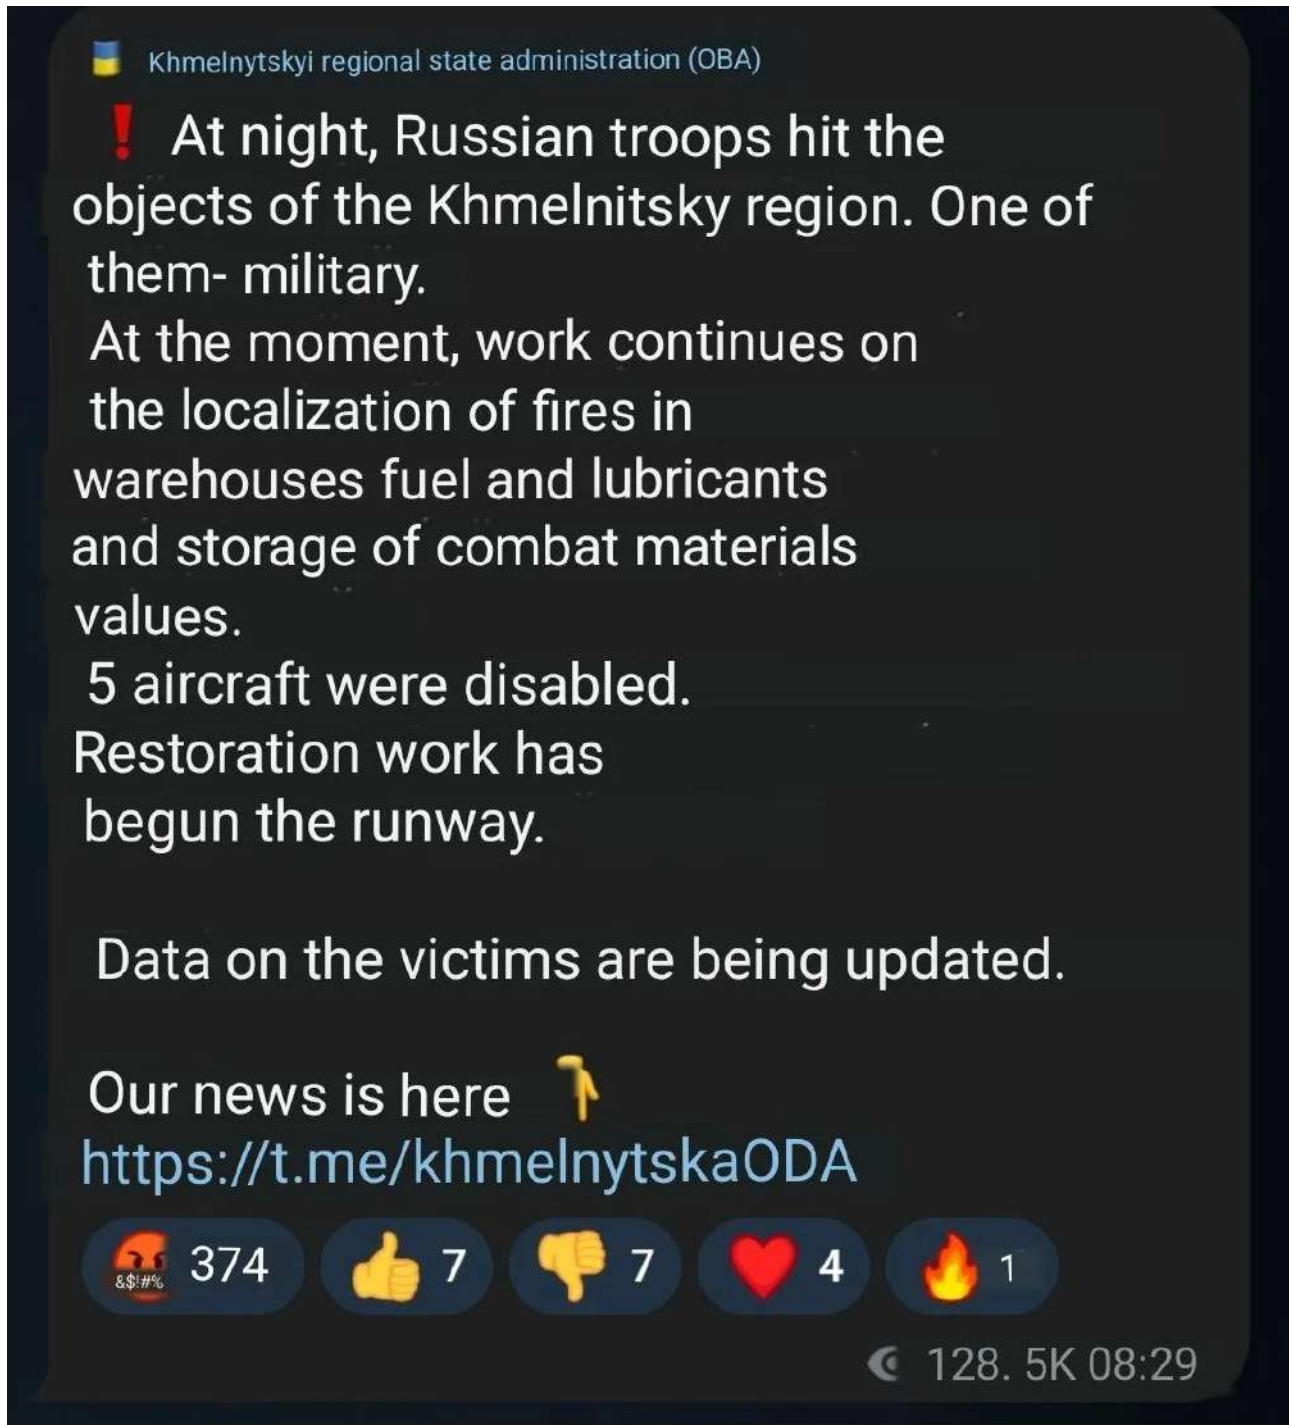 Khmelnytskyi regional state administration (OBA)
❗ At night, Russian troops hit the
objects of the Khmelnitsky region. One of
them- military.
At the moment, work continues on
the localization of fires in
warehouses fuel and lubricants
and storage of combat materials
values.
5 aircraft were disabled.
Restoration work has
begun the runway.
Data on the victims are being updated.
Our news is here
https://t.me/khmelnytskaODA
&$!#% 374 7 7 4 1
128. 5K 08:29